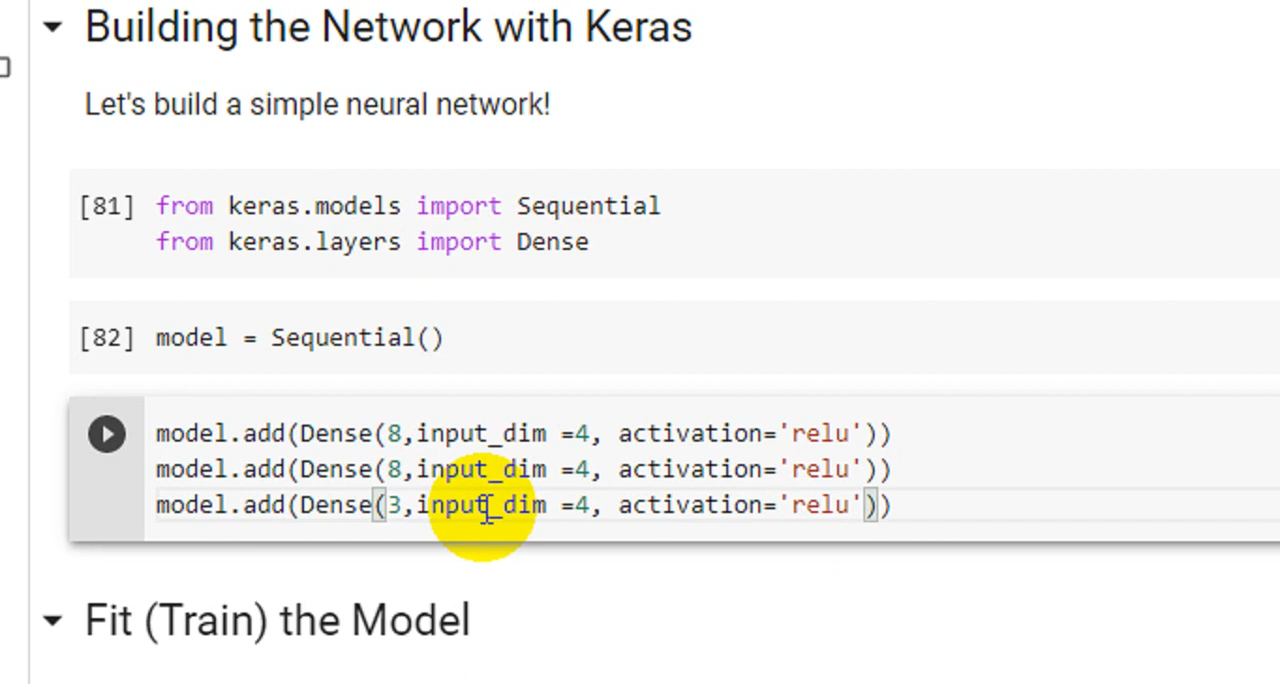 Building the Network with Keras
Let's build a simple neural network!
[81] from keras.models import Sequential
from keras.layers import Dense
[82] model = Sequential()
model.add(Dense(8,input_dim =4, activation='relu'))
model.add(Dense(8,input_dim =4, activation='relu'))
model.add(Dense(3,input_dim =4, activation='relu'))
Fit (Train) the Model